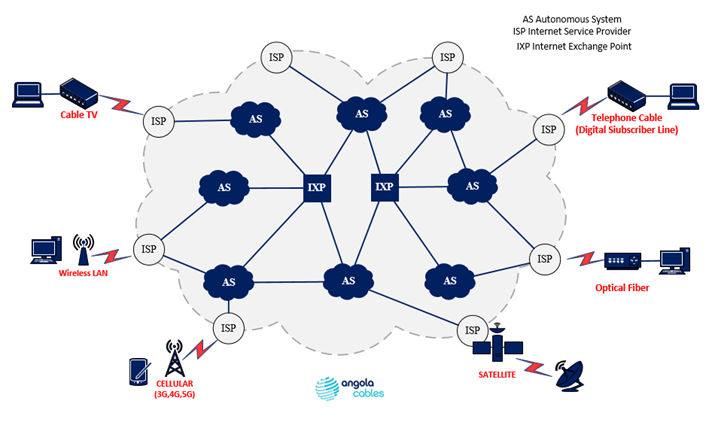 AS Autonomous System
ISP Internet Service Provider
IXP Internet Exchange Point
ISP
ISP
Cable TV
ISP
AS
AS
AS
ISP
Telephone Cable
(Digital Siubscriber Line)
AS
IXP
IXP
AS
ISP
Wireless LAN
ISP
Optical Fiber
AS
AS
AS
ISP
ISP
CELLULAR
(3G,4G,5G)
SATELLITE
angola
cables